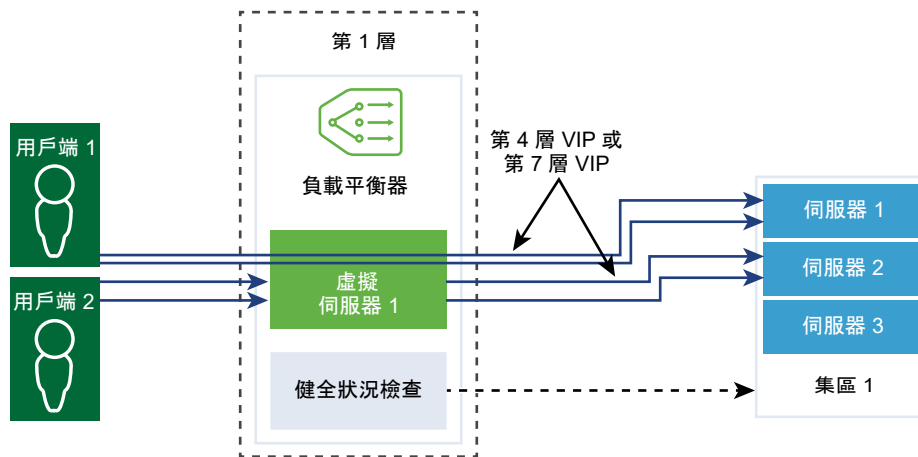 第 1 層
用戶端 1
負載平衡器
第 4 層 VIP 或
第 7 層 VIP
伺服器 1
虛擬
伺服器 1
伺服器 2
用戶端 2
伺服器 3
健全狀況檢查
集區 1